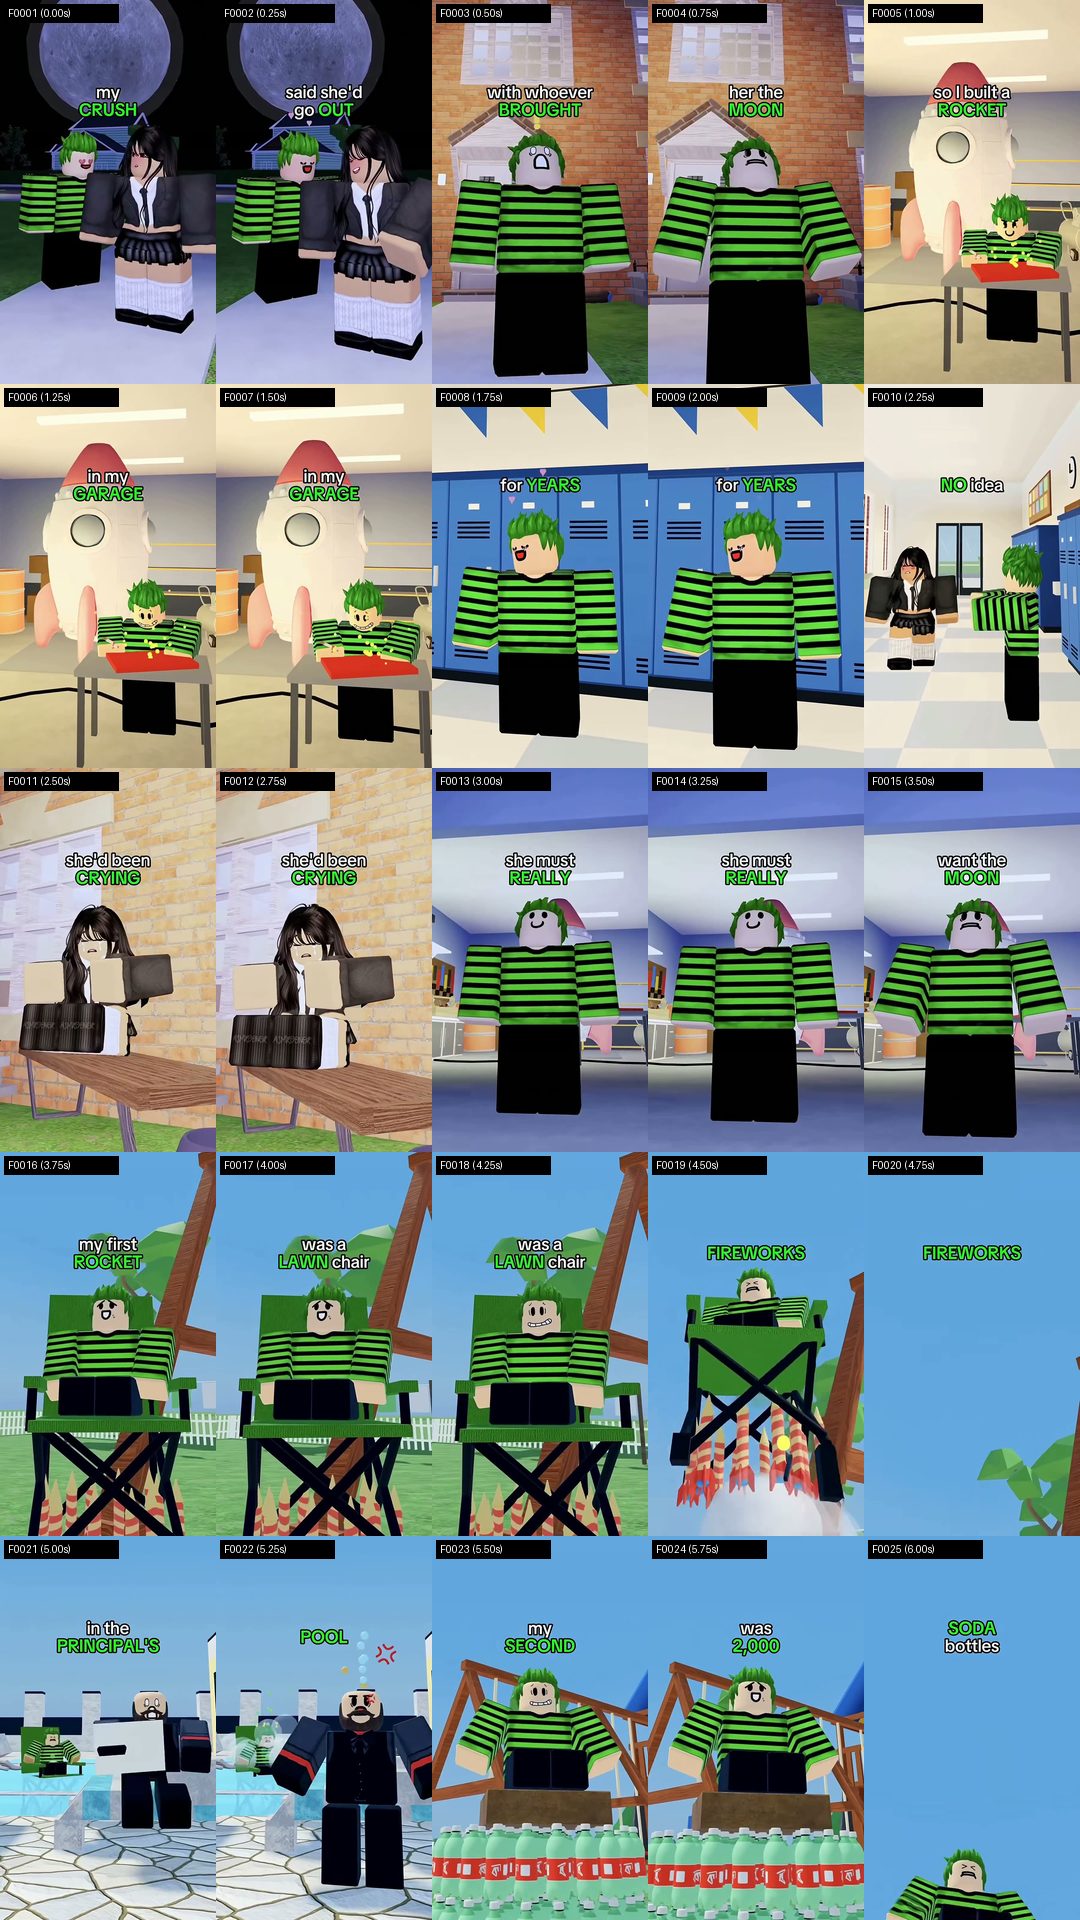 F0001 (0.00s)
my
CRUSH
F0002 (0.25s)
said she'd
go OUT
F0003 (0.50s)
with whoever
BROUGHT
F0004 (0.75s)
her the
MOON
F0005 (1.00s)
so I built a
ROCKET
F0006 (1.25s)
in my
GARAGE
F0007 (1.50s)
in my
GARAGE
F0008 (1.75s)
for YEARS
F0009 (2.00s)
for YEARS
F0010 (2.25s)
NO idea
F0011 (2.50s)
she'd been
CRYING
F0012 (2.75s)
she'd been
CRYING
F0013 (3.00s)
she must
REALLY
F0014 (3.25s)
she must
REALLY
F0015 (3.50s)
want the
MOON
F0016 (3.75s)
my first
ROCKET
F0017 (4.00s)
was a
LAWN chair
F0018 (4.25s)
was a
LAWN chair
F0019 (4.50s)
FIREWORKS
F0020 (4.75s)
FIREWORKS
F0021 (5.00s)
in the
PRINCIPAL'S
F0022 (5.25s)
POOL
F0023 (5.50s)
my
SECOND
F0024 (5.75s)
was
2,000
F0025 (6.00s)
SODA
bottles